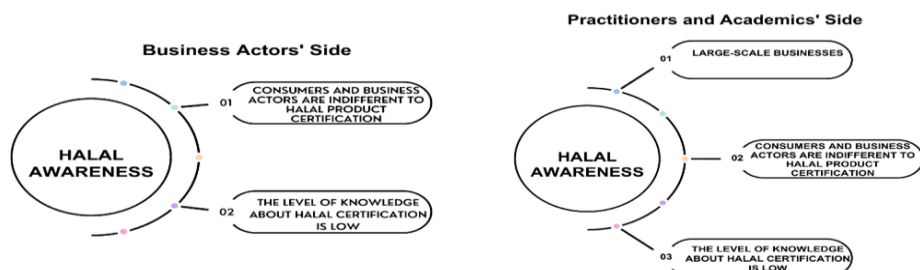 Business Actors' Side
HALAL
AWARENESS
01
CONSUMERS AND BUSINESS
ACTORS ARE INDIFFERENT TO
HALAL PRODUCT
CERTIFICATION
02
THE LEVEL OF KNOWLEDGE
ABOUT HALAL CERTIFICATION
IS LOW
Practitioners and Academics' Side
HALAL
AWARENESS
01
LARGE-SCALE BUSINESSES
02
CONSUMERS AND BUSINESS
ACTORS ARE INDIFFERENT TO
HALAL PRODUCT
CERTIFICATION
03
THE LEVEL OF KNOWLEDGE
ABOUT HALAL CERTIFICATION
IS LOW